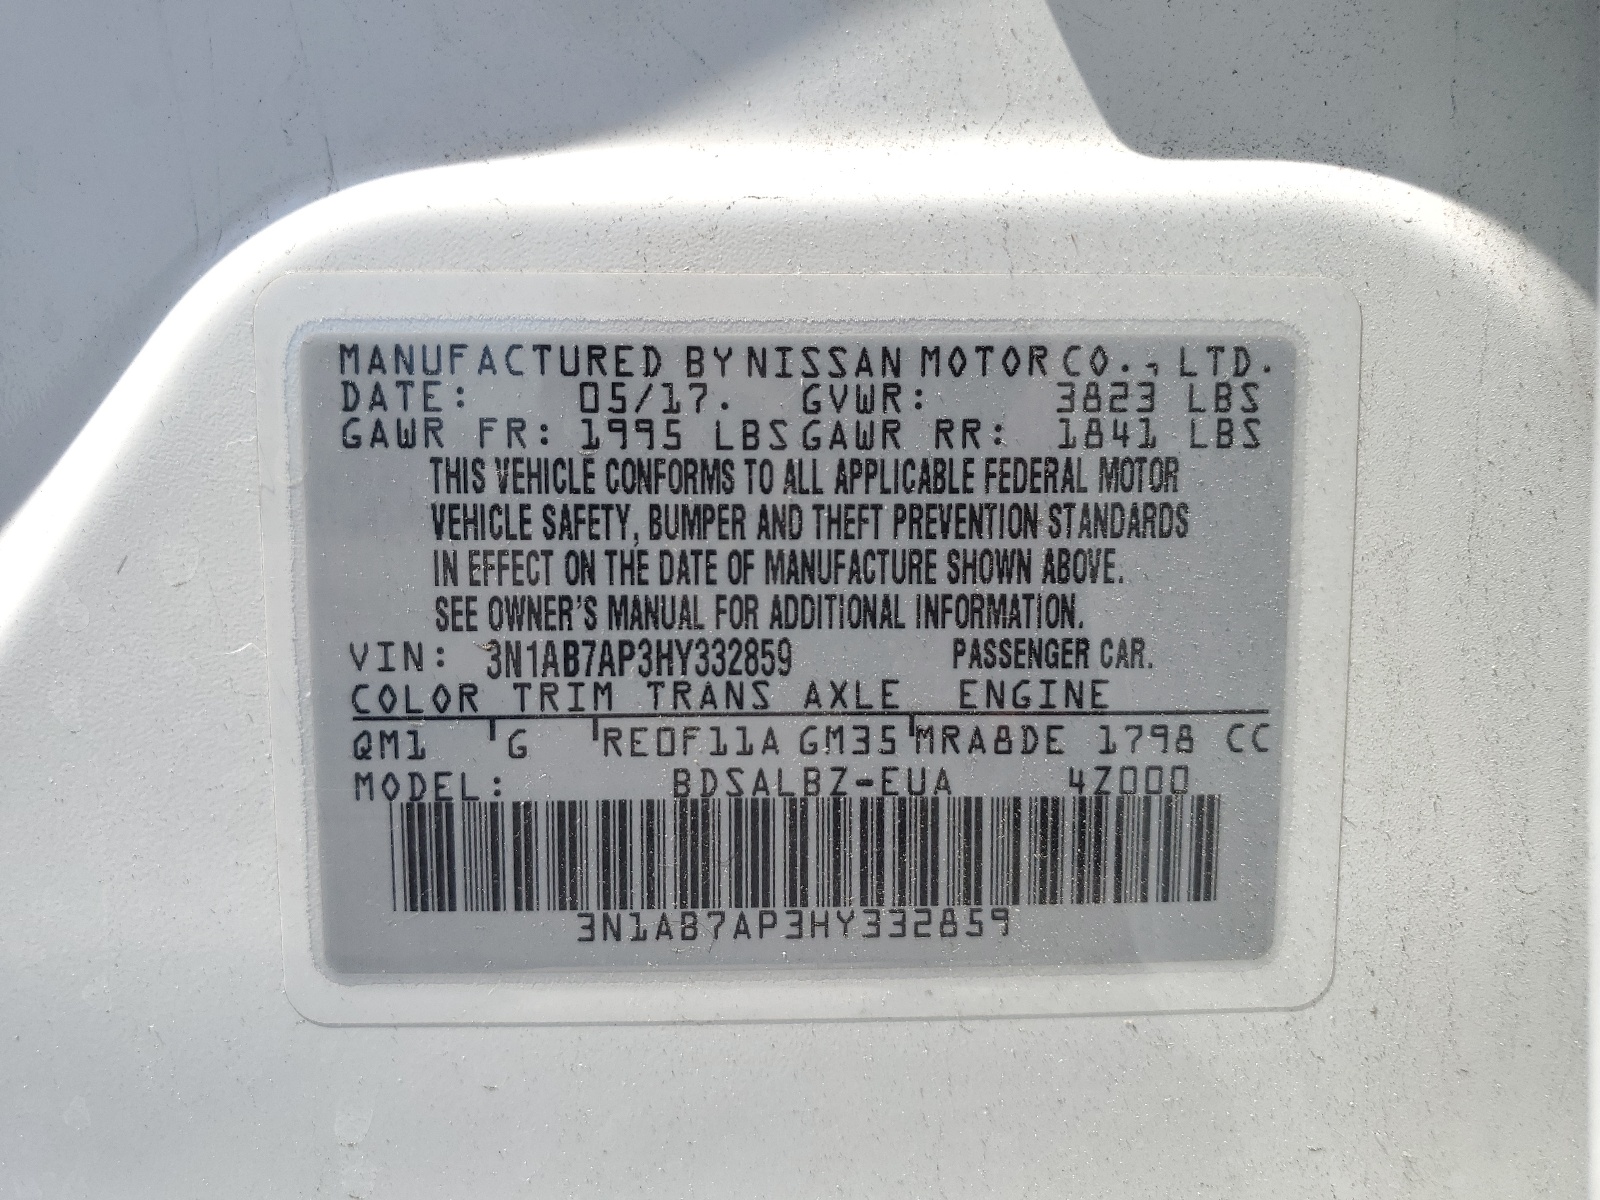 MANUFACTURED BY NISSAN MOTOR CO., LTD.
DATE: 05/17. GVWR: 3823 LBS
GAWR FR: 1995 LBS GAWR RR: 1841 LBS
THIS VEHICLE CONFORMS TO ALL APPLICABLE FEDERAL MOTOR
VEHICLE SAFETY, BUMPER AND THEFT PREVENTION STANDARDS
IN EFFECT ON THE DATE OF MANUFACTURE SHOWN ABOVE.
SEE OWNER'S MANUAL FOR ADDITIONAL INFORMATION.
VIN: 3N1AB7AP3HY332859 PASSENGER CAR.
COLOR TRIM TRANS AXLE ENGINE
QM1 G RE0F11A GM35 MRA8DE 1798 CC
MODEL: BDSALBZ-EUA 4Z000
3N1AB7AP3HY332859